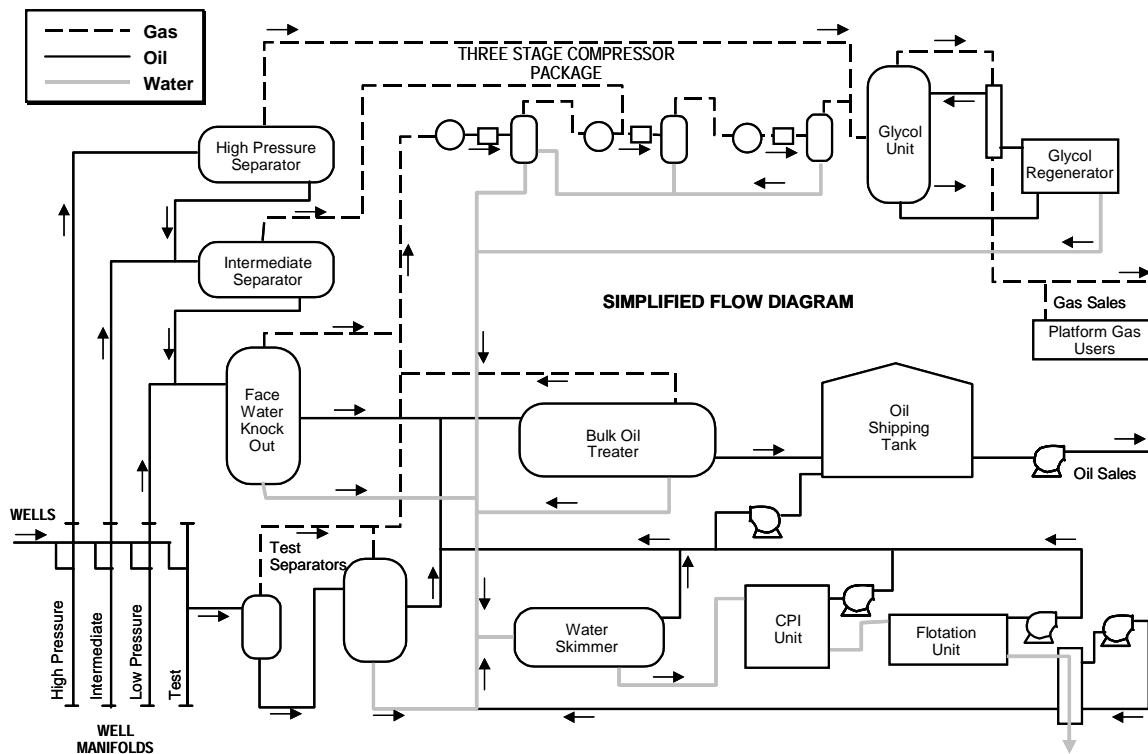 Gas
Oil
Water
THREE STAGE COMPRESSOR
PACKAGE
High Pressure
Separator
Glycol
Unit
Glycol
Regenerator
Intermediate
Separator
SIMPLIFIED FLOW DIAGRAM
Gas Sales
Platform Gas
Users
Face
Water
Knock
Out
Bulk Oil
Treater
Oil
Shipping
Tank
Oil Sales
WELLS
Test
Separators
Water
Skimmer
CPI
Unit
Flotation
Unit
High Pressure
Intermediate
Low Pressure
Test
WELL
MANIFOLDS